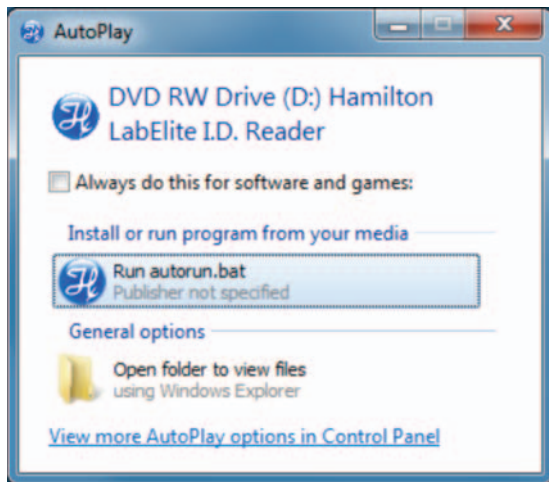 AutoPlay
DVD RW Drive (D:) Hamilton
LabElite I.D. Reader
Always do this for software and games:
Install or run program from your media
Run autorun.bat
Publisher not specified
General options
Open folder to view files
using Windows Explorer
View more AutoPlay options in Control Panel